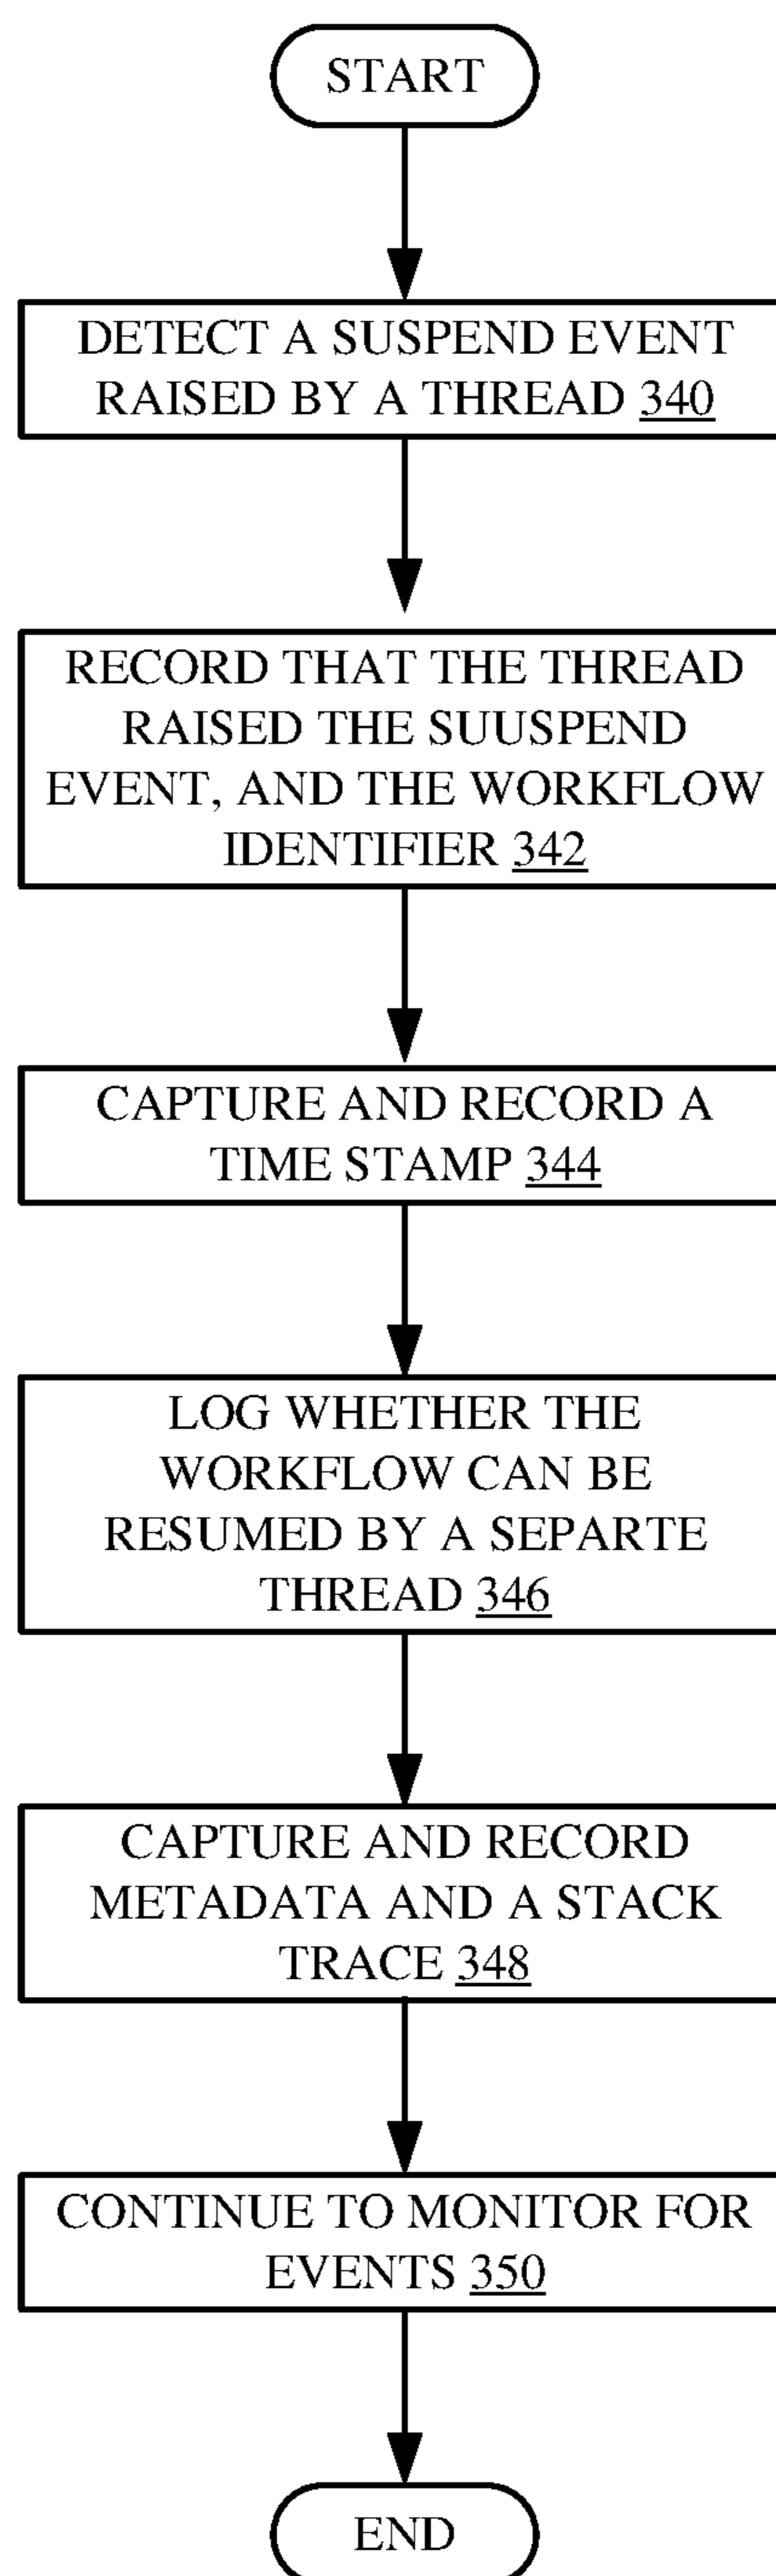 START
DETECT A SUSPEND EVENT
RAISED BY A THREAD 340
RECORD THAT THE THREAD
RAISED THE SUUSPEND
EVENT, AND THE WORKFLOW
IDENTIFIER 342
CAPTURE AND RECORD A
TIME STAMP 344
LOG WHETHER THE
WORKFLOW CAN BE
RESUMED BY A SEPARTE
THREAD 346
CAPTURE AND RECORD
METADATA AND A STACK
TRACE 348
CONTINUE TO MONITOR FOR
EVENTS 350
END